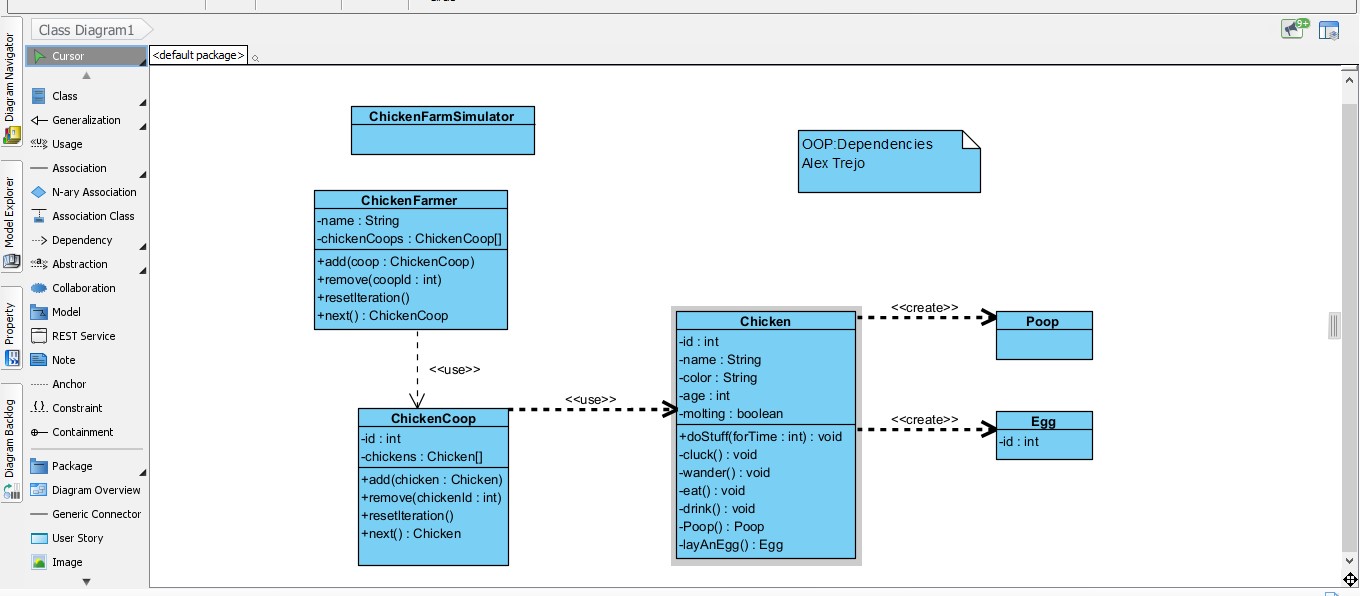 Class Diagram1
9+
Diagram Navigator
Model Explorer
Property
Diagram Backlog
Cursor
Class
Generalization
Usage
Association
N-ary Association
Association Class
Dependency
Abstraction
Collaboration
Model
REST Service
Note
Anchor
Constraint
Containment
Package
Diagram Overview
Generic Connector
User Story
Image
<default package>
ChickenFarmSimulator
OOP:Dependencies
Alex Trejo
ChickenFarmer
-name : String
-chickenCoops : ChickenCoop[]
+add(coop : ChickenCoop)
+remove(coopId : int)
+resetIteration()
+next() : ChickenCoop
<<use>>
ChickenCoop
-id : int
-chickens : Chicken[]
+add(chicken : Chicken)
+remove(chickenId : int)
+resetIteration()
+next() : Chicken
<<use>>
Chicken
-id : int
-name : String
-color : String
-age : int
-molting : boolean
+doStuff(forTime : int) : void
-cluck() : void
-wander() : void
-eat() : void
-drink() : void
-Poop() : Poop
-layAnEgg() : Egg
<<create>>
Poop
<<create>>
Egg
-id : int